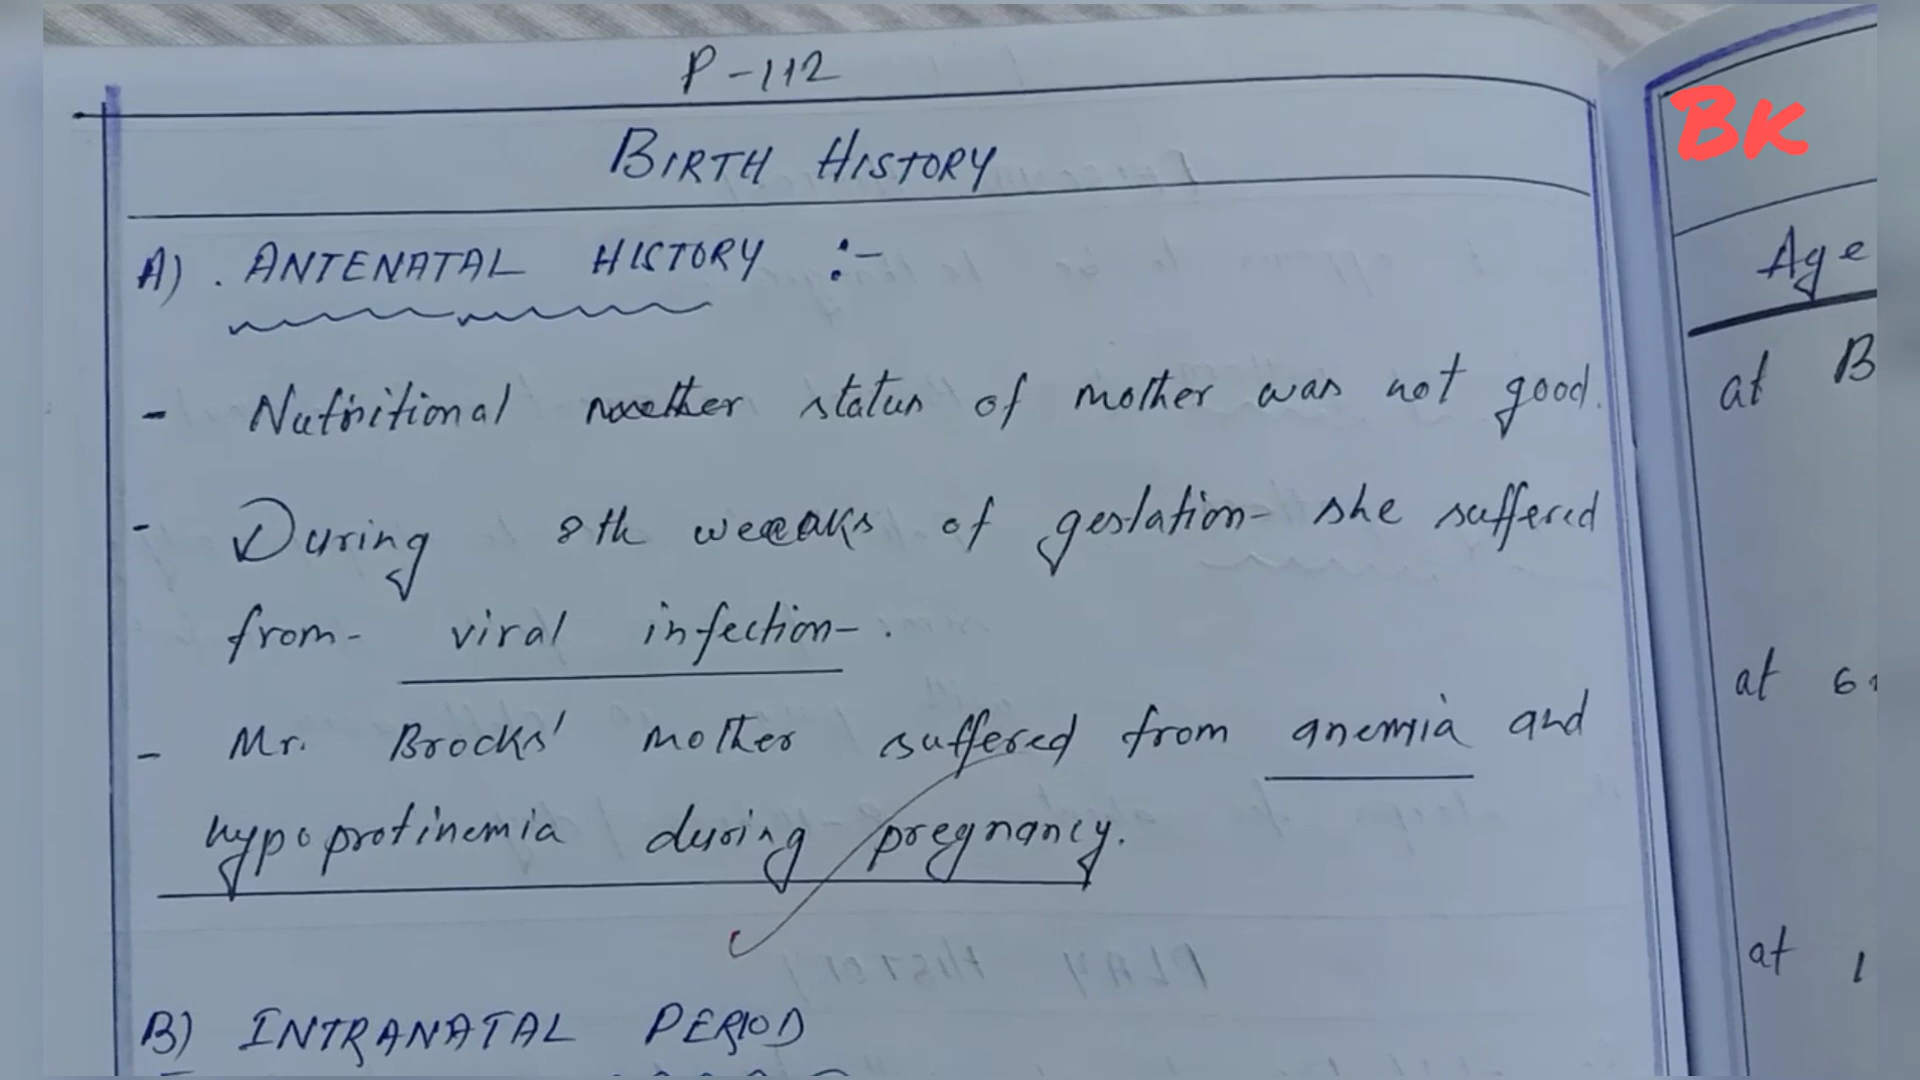 P-112
BIRTH HISTORY
A). ANTENATAL HISTORY :-
- Nutritional status of mother was not good.
- During 8th weeaks of gestation she suffered
from- viral infection-.
- Mr. Brocks' mother suffered from anemia and
hypoprotinemia during pregnancy.
B) INTRANATAL PERIOD
BK
Age
at B
at 6
at 1